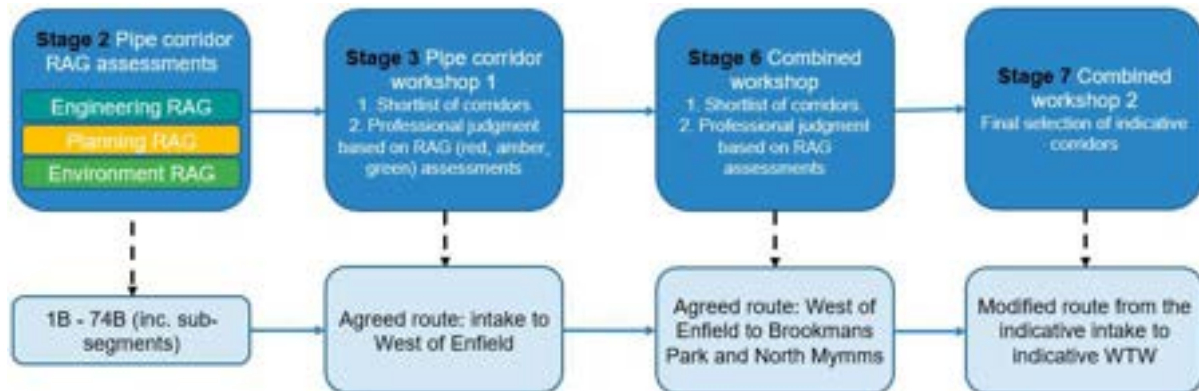 Stage 2 Pipe corridor
RAG assessments
Engineering RAG
Planning RAG
Environment RAG
Stage 3 Pipe corridor
workshop 1
1. Shortlist of corridors
2. Professional judgment
based on RAG (red, amber,
green) assessments
Stage 6 Combined
workshop
1. Shortlist of corridors
2. Professional judgment
based on RAG
assessments
Stage 7 Combined
workshop 2
Final selection of indicative
corridors
1B - 74B (inc. sub-
segments)
Agreed route: intake to
West of Enfield
Agreed route: West of
Enfield to Brookmans
Park and North Mymms
Modified route from the
indicative intake to
indicative WTW